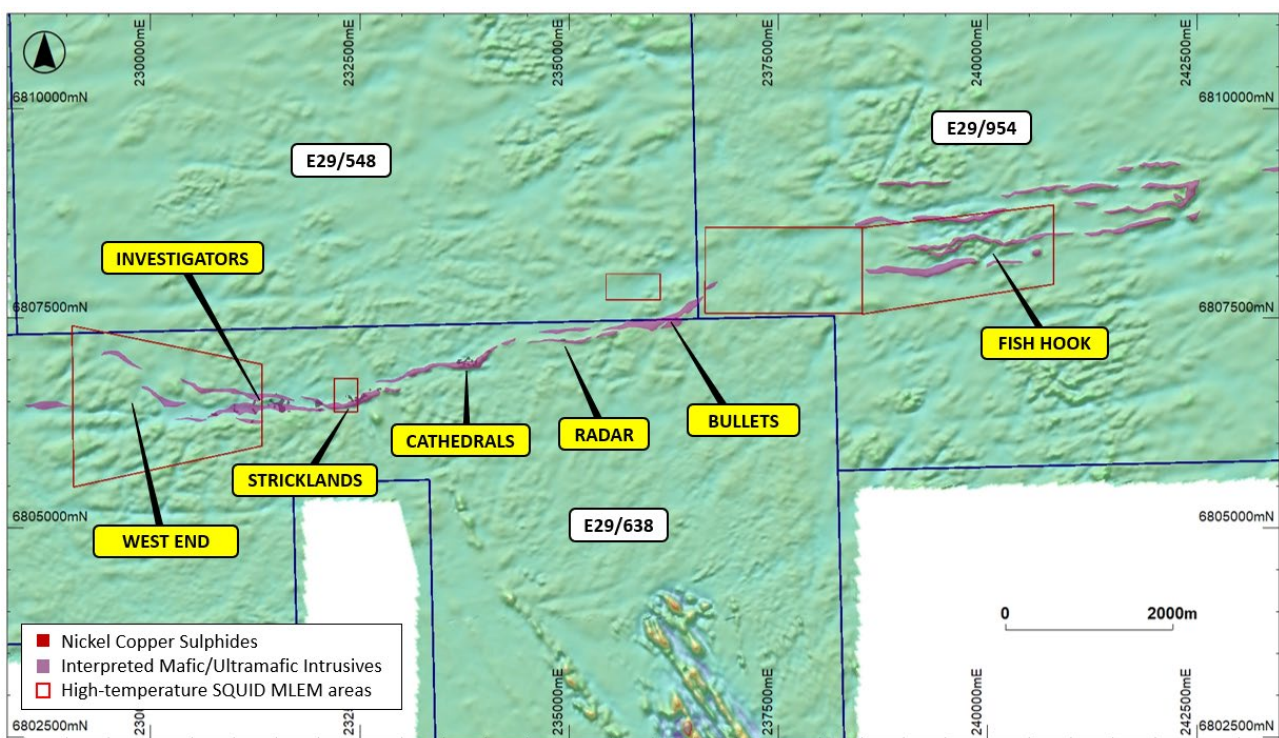 230000mE
232500mE
235000mE
237500mE
240000mE
242500mE
6810000mN
6810000mN
E29/954
E29/548
INVESTIGATORS
6807500mN
6807500mN
FISH HOOK
BULLETS
RADAR
CATHEDRALS
STRICKLANDS
6805000mN
6805000mN
E29/638
WEST END
0 2000m
Nickel Copper Sulphides
Interpreted Mafic/Ultramafic Intrusives
High-temperature SQUID MLEM areas
235000mE
237500mE
240000mE
242500mE
6802500mN
6802500mN